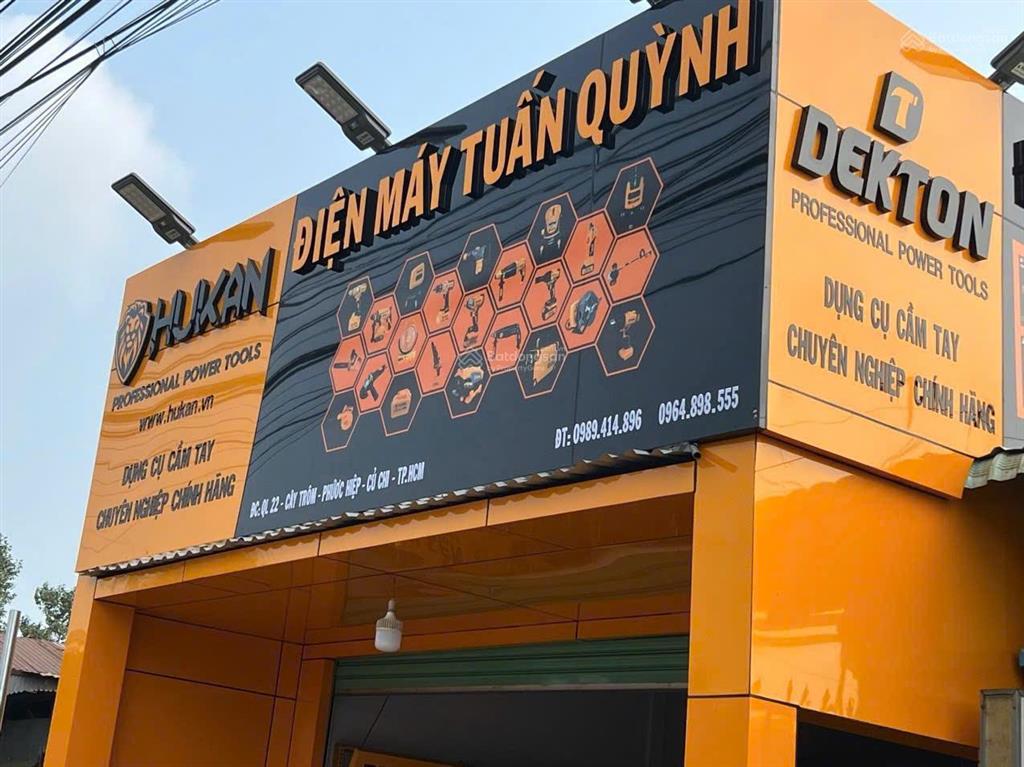 ĐIỆN MÁY TUẤN QUỲNH
HUKAN
PROFESSIONAL POWER TOOLS
www.hukan.vn
DỤNG CỤ CẦM TAY
CHUYÊN NGHIỆP CHÍNH HÃNG
ĐC: QL 22 - CÂY TRÔM - PHƯỚC HIỆP - CỦ CHI - TP.HCM
ĐT: 0989.414.896 0964.898.555
DEKTON
PROFESSIONAL POWER TOOLS
DỤNG CỤ CẦM TAY
CHUYÊN NGHIỆP CHÍNH HÃNG
Batdongsan